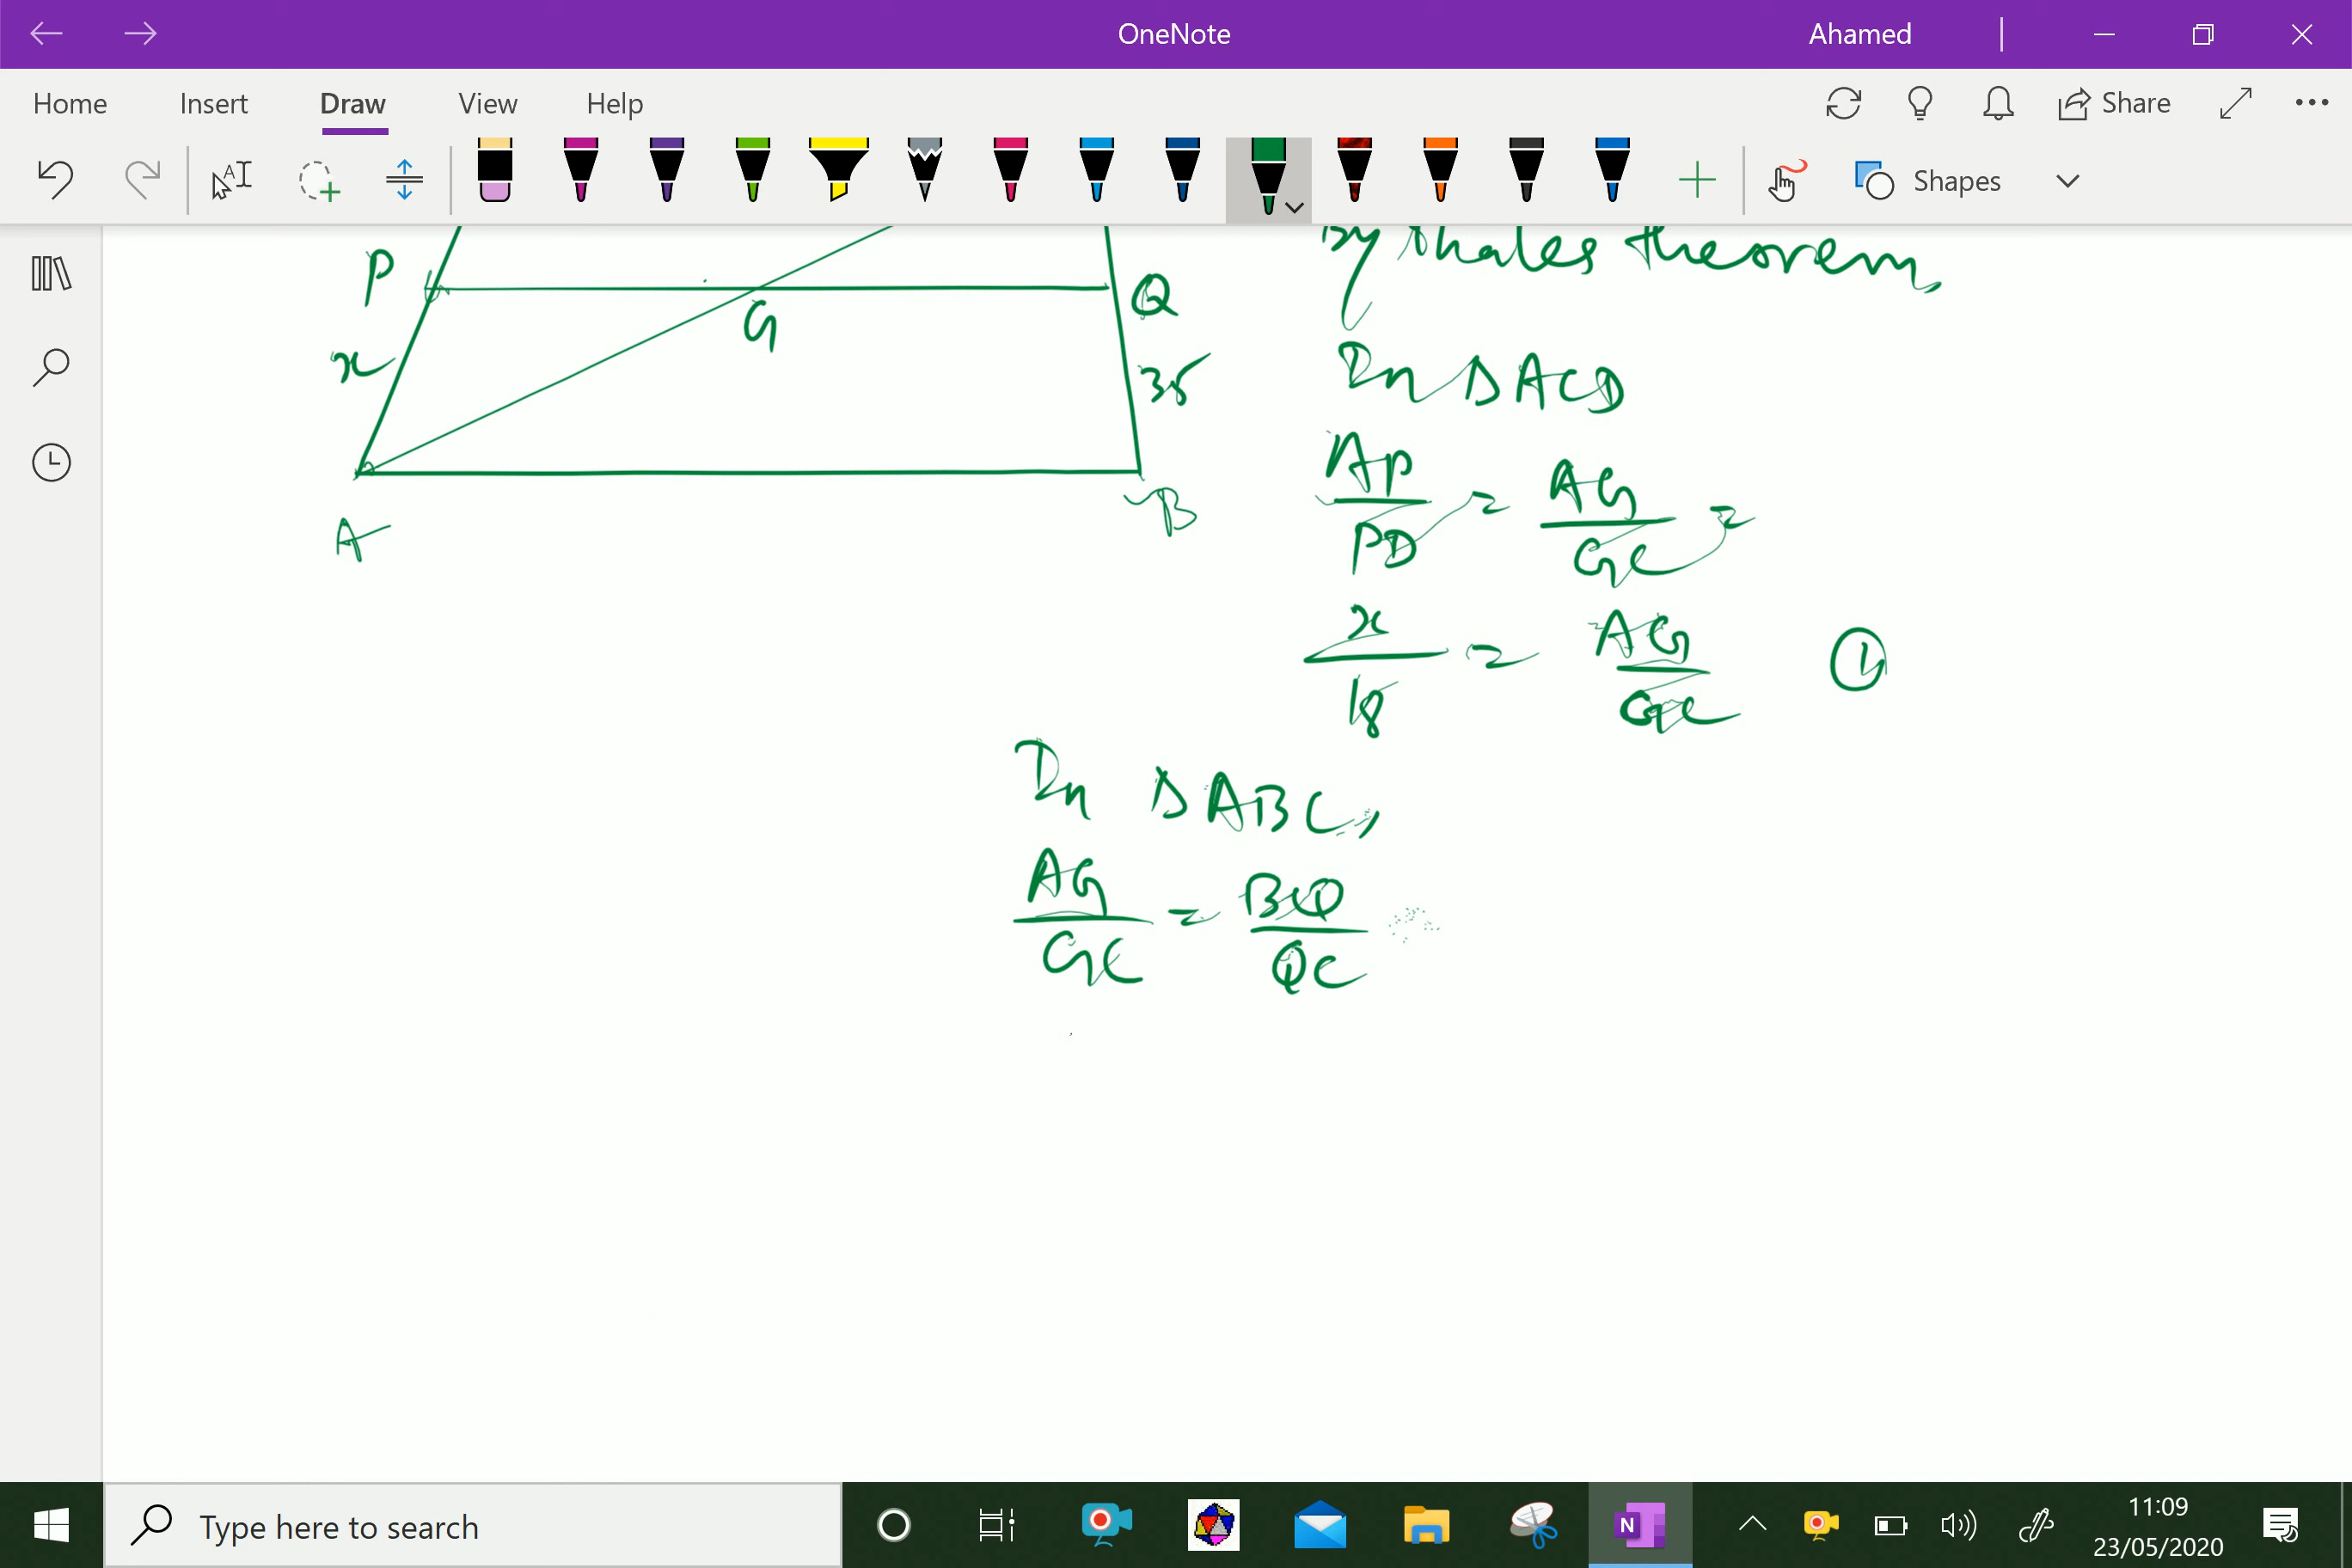 OneNote
Ahamed
Home Insert Draw View Help
Share
Shapes
P
Q
G
x
35
A
B
By thales theorem,
In ΔACD
AP/PD = AG/GC =
x/18 = AG/GC ①
In ΔABC,
AG/GC = BQ/QC
Type here to search
N
11:09
23/05/2020